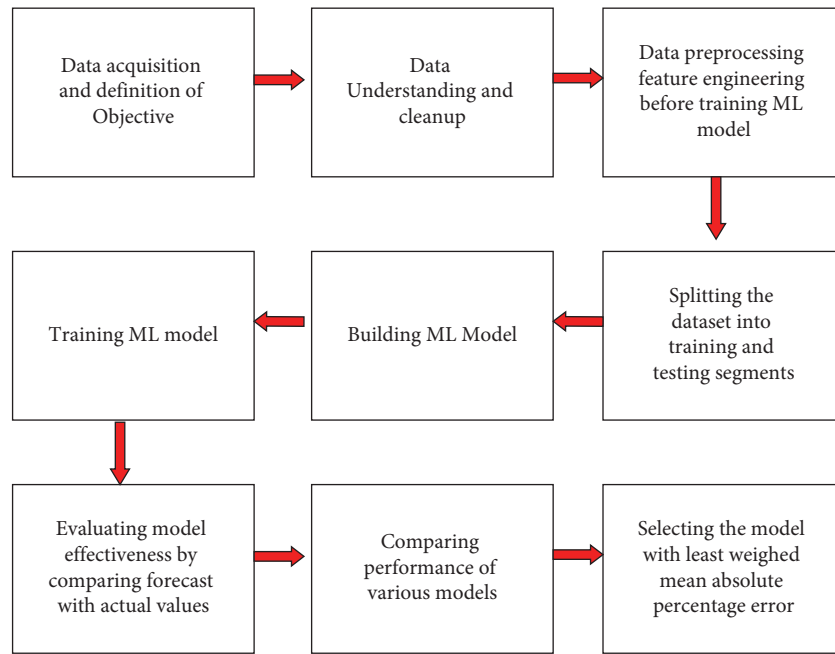 Data acquisition
and definition of
Objective
Data
Understanding and
cleanup
Data preprocessing
feature engineering
before training ML
model
Splitting the
dataset into
training and
testing segments
Building ML Model
Training ML model
Evaluating model
effectiveness by
comparing forecast
with actual values
Comparing
performance of
various models
Selecting the model
with least weighed
mean absolute
percentage error